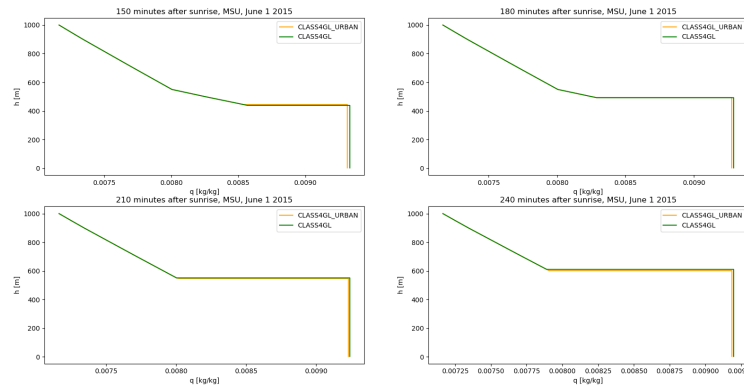 150 minutes after sunrise, MSU, June 1 2015
CLASS4GL_URBAN
CLASS4GL
h [m]
1000
800
600
400
200
0
0.0075 0.0080 0.0085 0.0090
q [kg/kg]
180 minutes after sunrise, MSU, June 1 2015
CLASS4GL_URBAN
CLASS4GL
h [m]
1000
800
600
400
200
0
0.0075 0.0080 0.0085 0.0090
q [kg/kg]
210 minutes after sunrise, MSU, June 1 2015
CLASS4GL_URBAN
CLASS4GL
h [m]
1000
800
600
400
200
0
0.0075 0.0080 0.0085 0.0090
q [kg/kg]
240 minutes after sunrise, MSU, June 1 2015
CLASS4GL_URBAN
CLASS4GL
h [m]
1000
800
600
400
200
0
0.00725 0.00750 0.00775 0.00800 0.00825 0.00850 0.00875 0.00900
q [kg/kg]